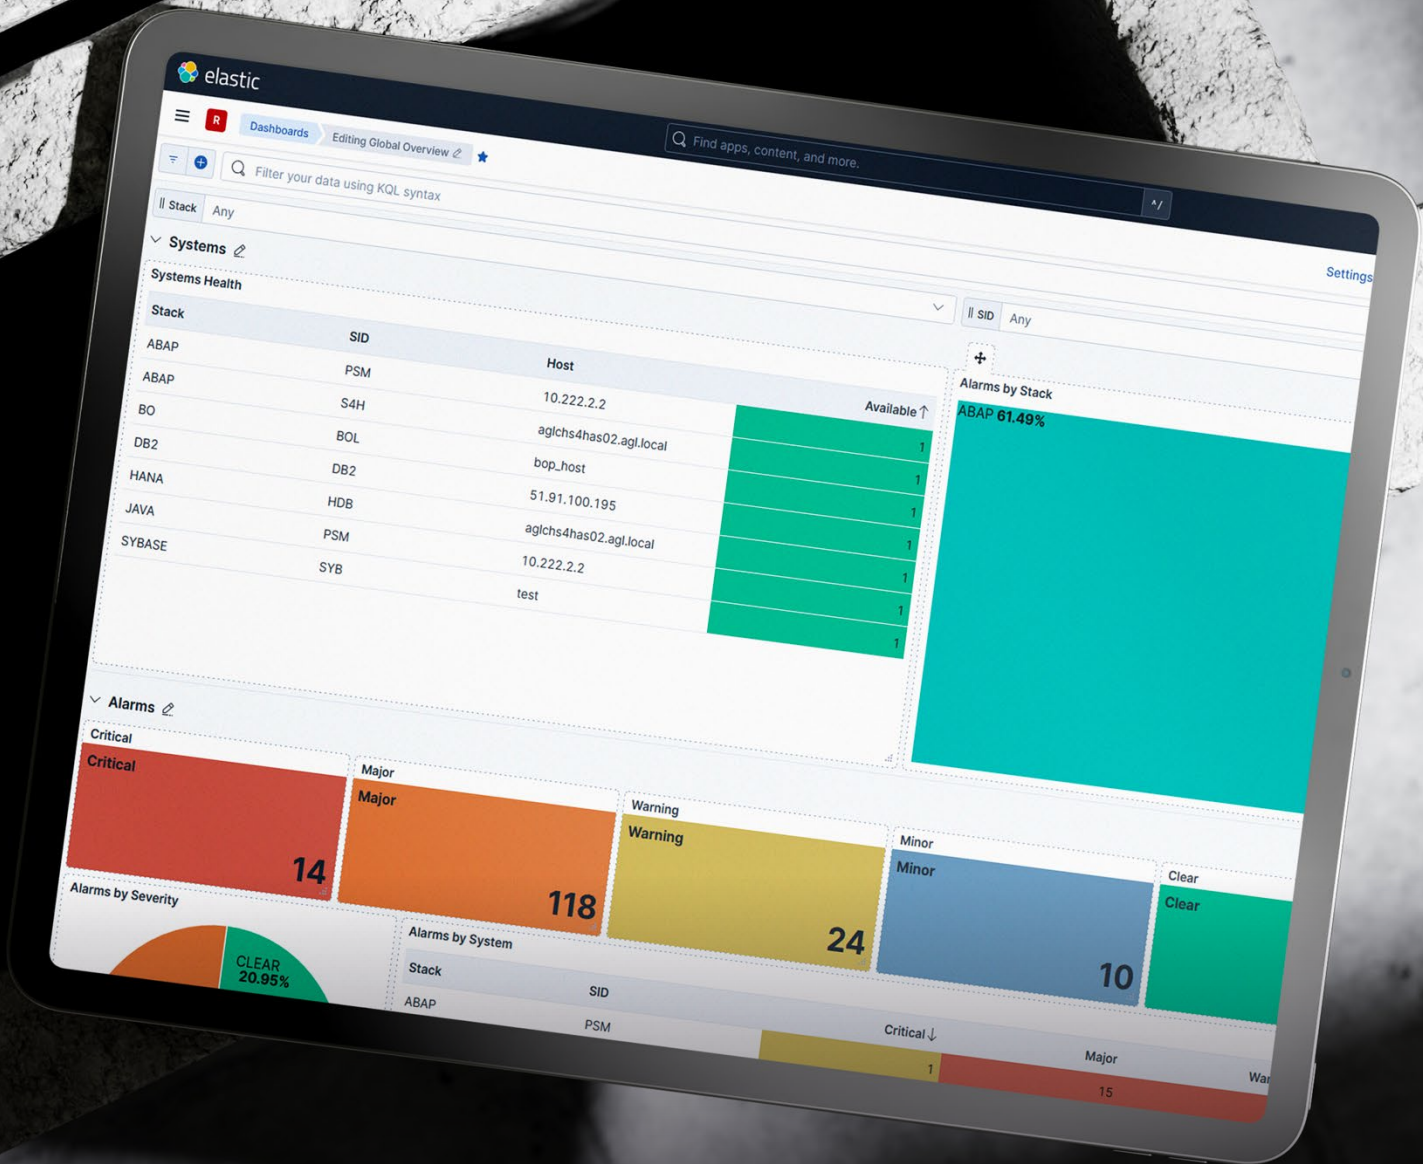 elastic
Find apps, content, and more.
^/
R
Dashboards
Editing Global Overview
Filter your data using KQL syntax
Settings
Stack Any
SID Any
Systems
Systems Health
Stack SID Host Available↑
ABAP PSM 10.222.2.2 1
ABAP S4H aglchs4has02.agl.local 1
BO BOL bop_host 1
DB2 DB2 51.91.100.195 1
HANA HDB aglchs4has02.agl.local 1
JAVA PSM 10.222.2.2 1
SYBASE SYB test 1
Alarms by Stack
ABAP 61.49%
Alarms
Critical
Critical
14
Major
Major
118
Warning
Warning
24
Minor
Minor
10
Clear
Clear
Alarms by Severity
CLEAR
20.95%
Alarms by System
Stack SID Critical↓ Major War
ABAP PSM 1 15